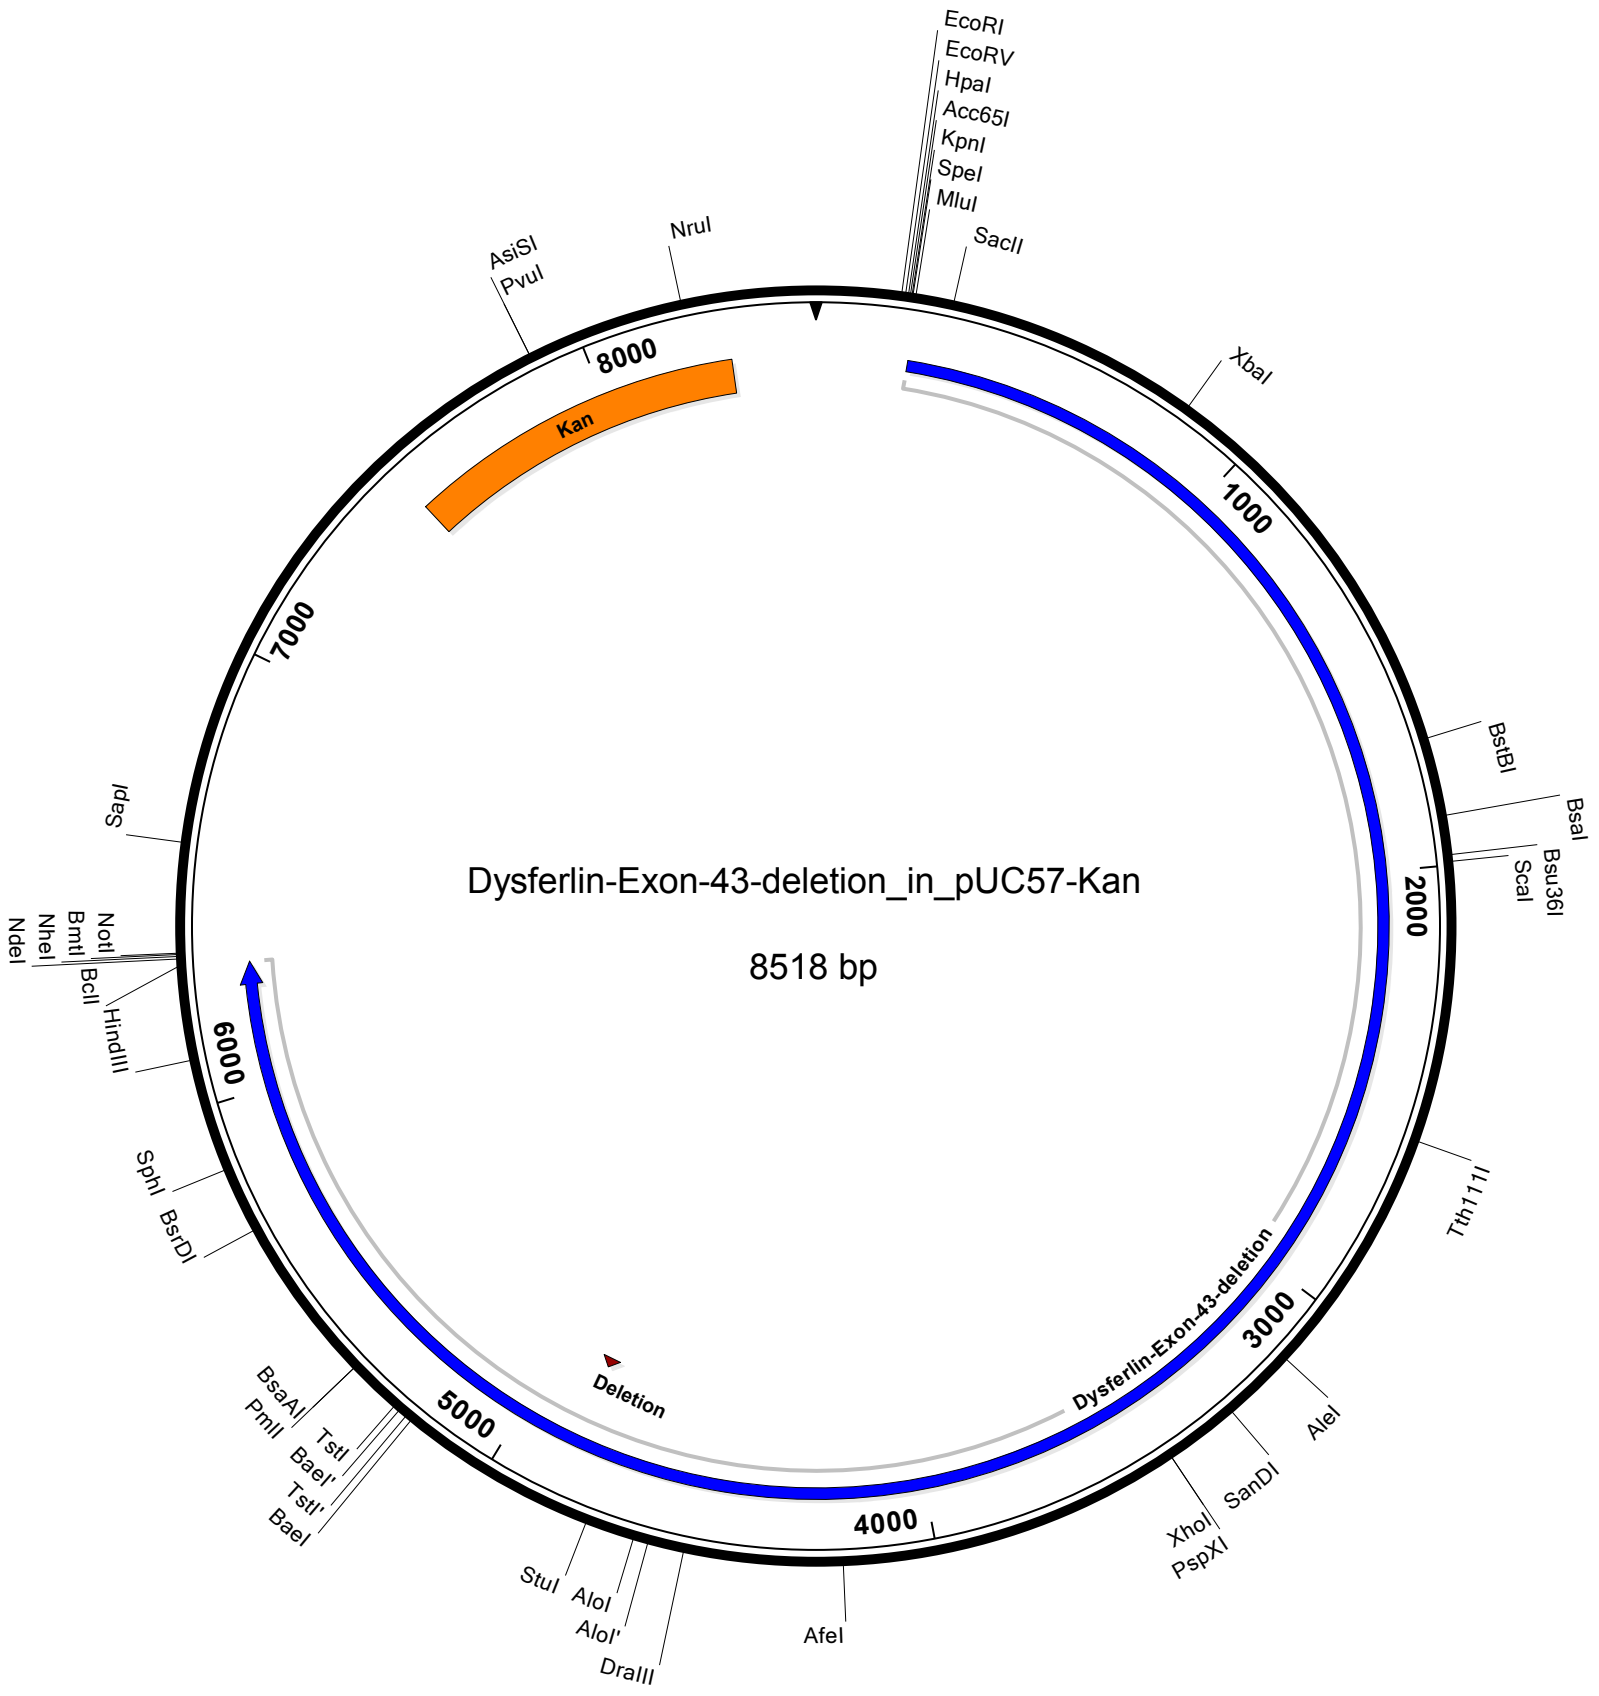 EcoRI
EcoRV
HpaI
Acc65I
KpnI
SpeI
MluI
SacII
XbaI
1000
BstBI
BsaI
Bsu36I
ScaI
2000
Tth111I
3000
AleI
SanDI
XhoI
PspXI
Dysferlin-Exon-43-deletion
4000
AfeI
DraIII
AloI'
AloI
StuI
Deletion
5000
BaeI
TstI'
BaeI'
TstI
PmlI
BsaAI
BsrDI
SphI
6000
HindIII
BclI
NotI
BmtI
NheI
NdeI
SapI
7000
Kan
8000
AsiSI
PvuI
NruI
Dysferlin-Exon-43-deletion_in_pUC57-Kan
8518 bp